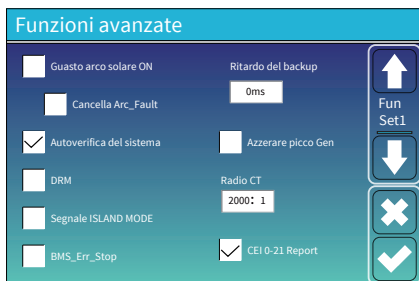 Funzioni avanzate
Guasto arco solare ON
Ritardo del backup
0ms
Cancella Arc_Fault
Fun
Set1
Autoverifica del sistema
Azzerare picco Gen
DRM
Radio CT
2000: 1
Segnale ISLAND MODE
BMS_Err_Stop
CEI 0-21 Report